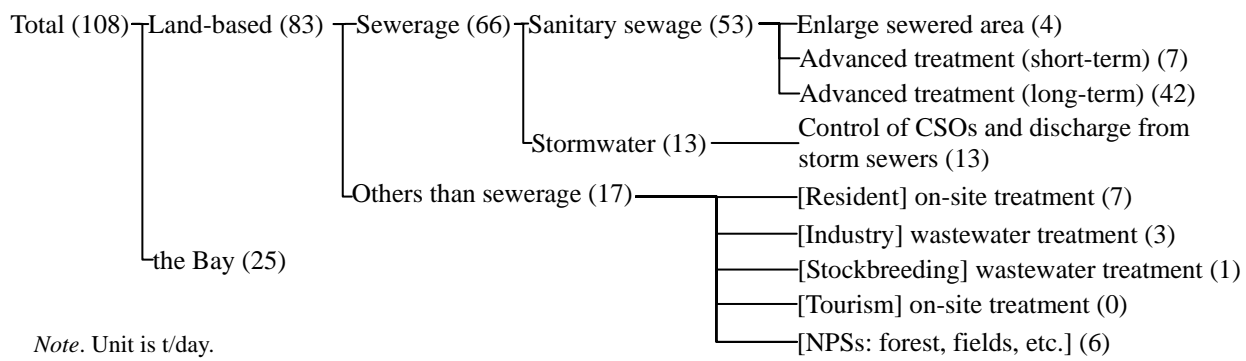 Total (108) Land-based (83) Sewerage (66) Sanitary sewage (53) Enlarge sewered area (4)
Advanced treatment (short-term) (7)
Advanced treatment (long-term) (42)
Stormwater (13) Control of CSOs and discharge from
storm sewers (13)
Others than sewerage (17) [Resident] on-site treatment (7)
[Industry] wastewater treatment (3)
the Bay (25)
[Stockbreeding] wastewater treatment (1)
[Tourism] on-site treatment (0)
[NPSs: forest, fields, etc.] (6)
Note. Unit is t/day.